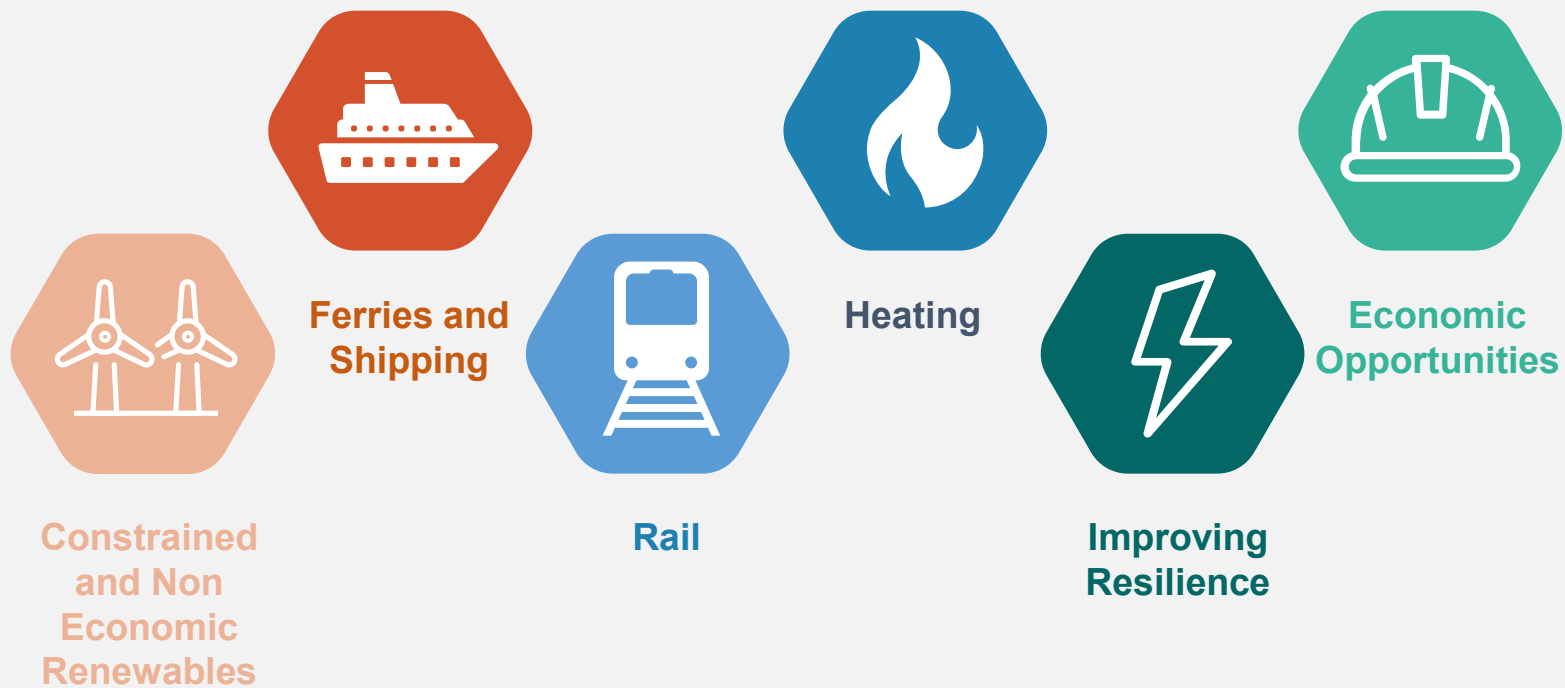 Constrained
and Non
Economic
Renewables
Ferries and
Shipping
Rail
Heating
Improving
Resilience
Economic
Opportunities